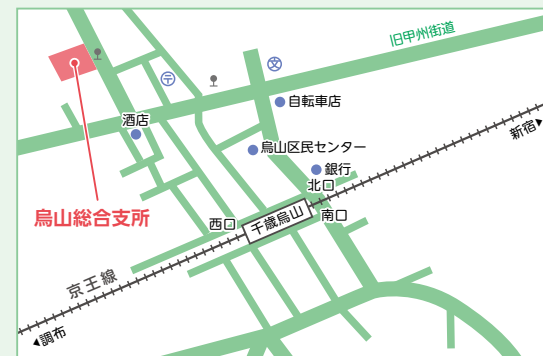 旧甲州街道
〒
文
自転車店
酒店
新宿▶
烏山区民センター
銀行
北口
烏山総合支所
西口
千歳烏山
南口
京王線
◀調布